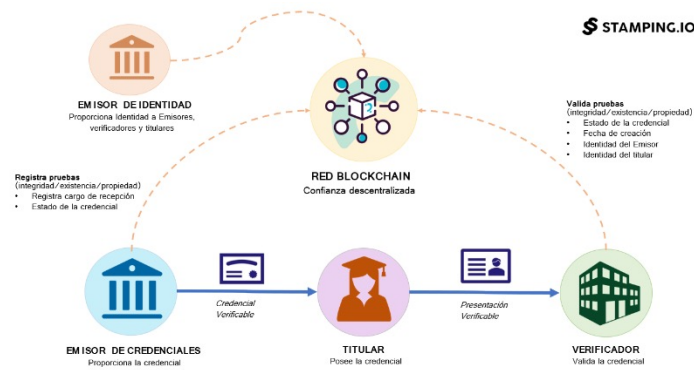 STAMPING.IO
EMISOR DE IDENTIDAD
Proporciona Identidad a Emisores,
verificadores y titulares
2
RED BLOCKCHAIN
Confianza descentralizada
Valida pruebas
(integridad/existencia/propiedad)
• Estado de la credencial
• Fecha de creación
• Identidad del Emisor
• Identidad del titular
Registra pruebas
(integridad/existencia/propiedad)
• Registra cargo de recepción
• Estado de la credencial
Credencial
Verificable
Presentación
Verificable
EMISOR DE CREDENCIALES
Proporciona la credencial
TITULAR
Posee la credencial
VERIFICADOR
Valida la credencial